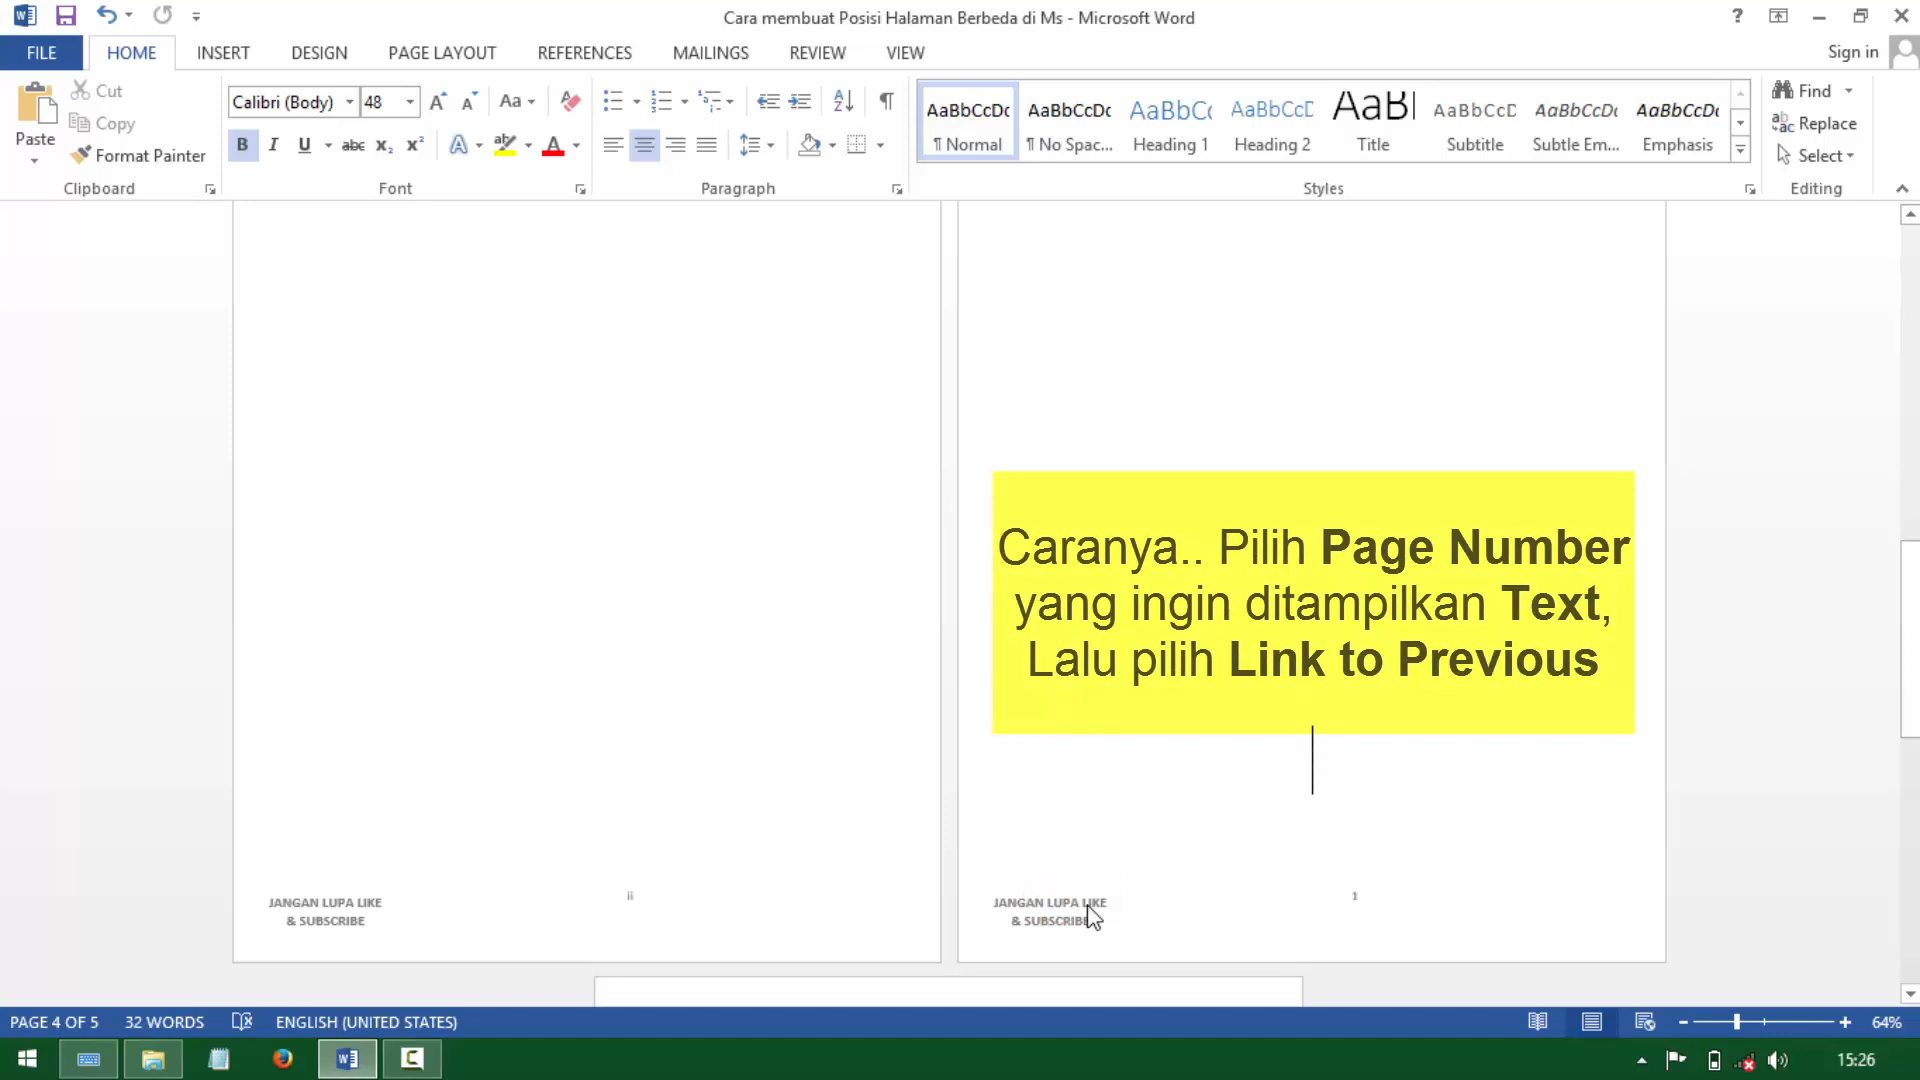 Cara membuat Posisi Halaman Berbeda di Ms - Microsoft Word
FILE HOME INSERT DESIGN PAGE LAYOUT REFERENCES MAILINGS REVIEW VIEW Sign in
Paste
Cut
Copy
Format Painter
Clipboard
Calibri (Body) 48
Font
Paragraph
AaBbCcDc AaBbCcDc AaBbC( AaBbCcD AaB AaBbCcD AaBbCcDc AaBbCcDc
¶ Normal ¶ No Spac... Heading 1 Heading 2 Title Subtitle Subtle Em... Emphasis
Styles
Find
Replace
Select
Editing
Caranya.. Pilih Page Number
yang ingin ditampilkan Text,
Lalu pilih Link to Previous
JANGAN LUPA LIKE
& SUBSCRIBE
ii
JANGAN LUPA LIKE
& SUBSCRIBE
1
PAGE 4 OF 5 32 WORDS ENGLISH (UNITED STATES) 64%
15:26